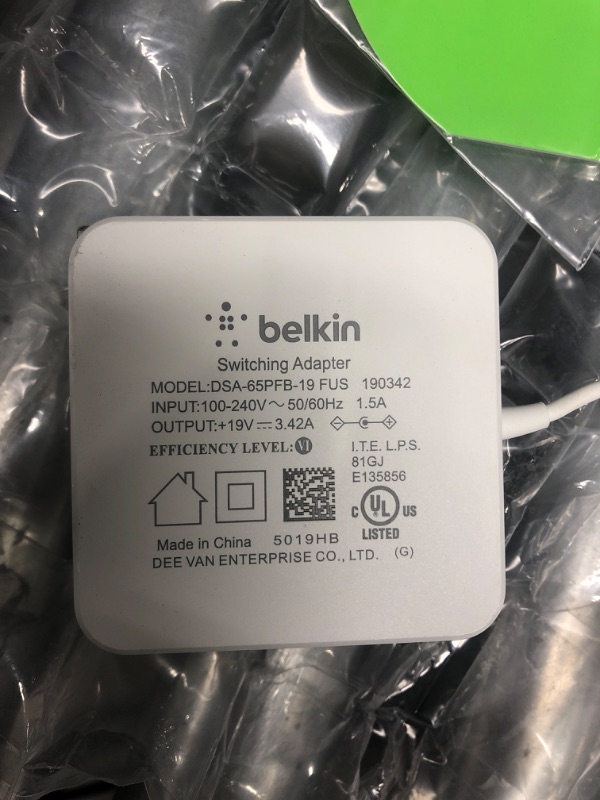 belkin
Switching Adapter
MODEL:DSA-65PFB-19 FUS 190342
INPUT:100-240V～50/60Hz 1.5A
OUTPUT:+19V⎓3.42A
EFFICIENCY LEVEL:VI
I.T.E. L.P.S.
81GJ
E135856
C UL US
LISTED
Made in China 5019HB
DEE VAN ENTERPRISE CO., LTD. (G)